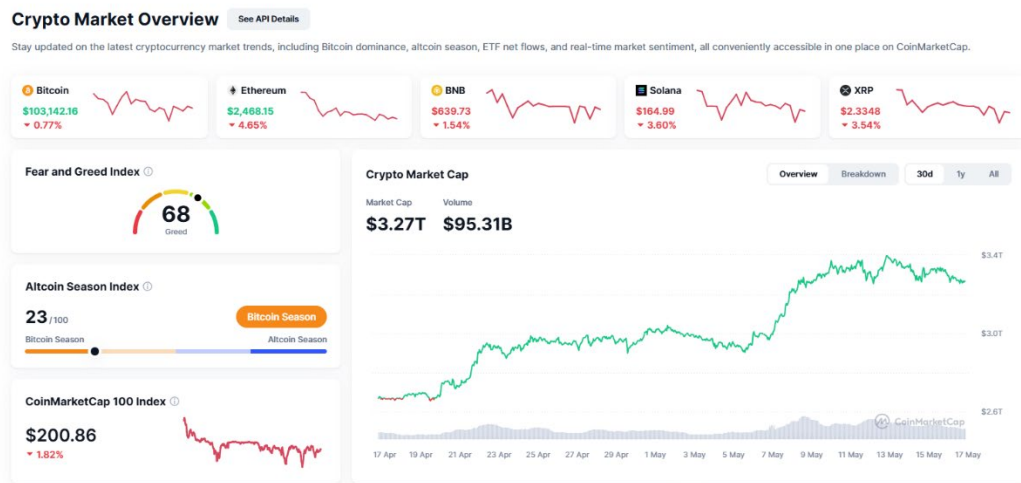 Crypto Market Overview See API Details
Stay updated on the latest cryptocurrency market trends, including Bitcoin dominance, altcoin season, ETF net flows, and real-time market sentiment, all conveniently accessible in one place on CoinMarketCap.
Bitcoin
$103,142.16
0.77%
Ethereum
$2,468.15
4.65%
BNB
$639.73
1.54%
Solana
$164.99
3.60%
XRP
$2.3348
3.54%
Fear and Greed Index
68
Greed
Altcoin Season Index
23 /100
Bitcoin Season
Bitcoin Season Altcoin Season
CoinMarketCap 100 Index
$200.86
1.82%
Crypto Market Cap
Overview Breakdown 30d 1y All
Market Cap Volume
$3.27T $95.31B
$3.4T
$3.0T
$2.6T
CoinMarketCap
17 Apr 19 Apr 21 Apr 23 Apr 25 Apr 27 Apr 29 Apr 1 May 3 May 5 May 7 May 9 May 11 May 13 May 15 May 17 May